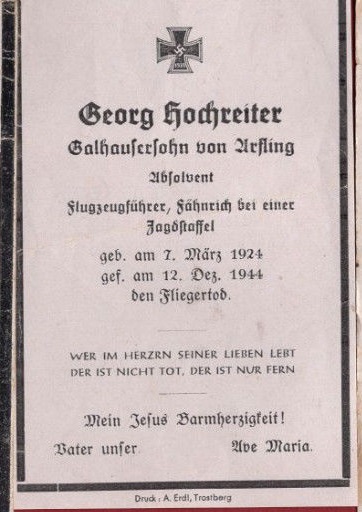 Georg Hochreiter
Galhausersohn von Arfling
Absolvent
Flugzeugführer, Fähnrich bei einer
Jagdstaffel
geb. am 7. März 1924
gef. am 12. Dez. 1944
den Fliegertod.
WER IM HERZRN SEINER LIEBEN LEBT
DER IST NICHT TOT, DER IST NUR FERN
Mein Jesus Barmherzigkeit!
Vater unser Ave Maria.
Druck: A. Erdl, Trostberg